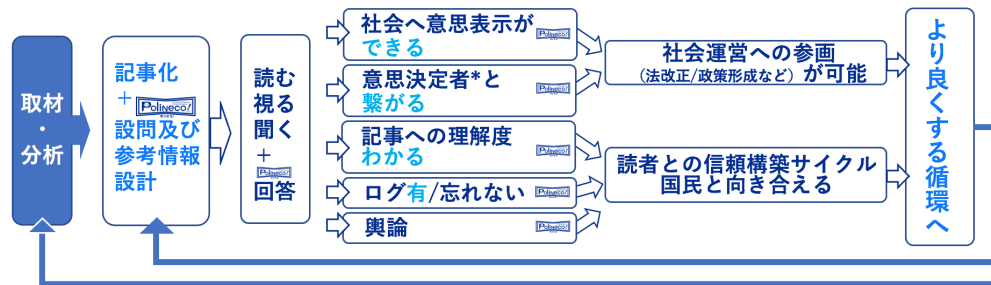 取材
・
分析
記事化
+
Polineco!
設問及び
参考情報
設計
読む
視る
聞く
+
Polineco!
回答
社会へ意思表示が
できる
Polineco!
意思決定者*と
繋がる
Polineco!
記事への理解度
わかる
Polineco!
ログ有/忘れない
Polineco!
輿論
Polineco!
社会運営への参画
（法改正/政策形成など）が可能
読者との信頼構築サイクル
国民と向き合える
より良くする循環へ